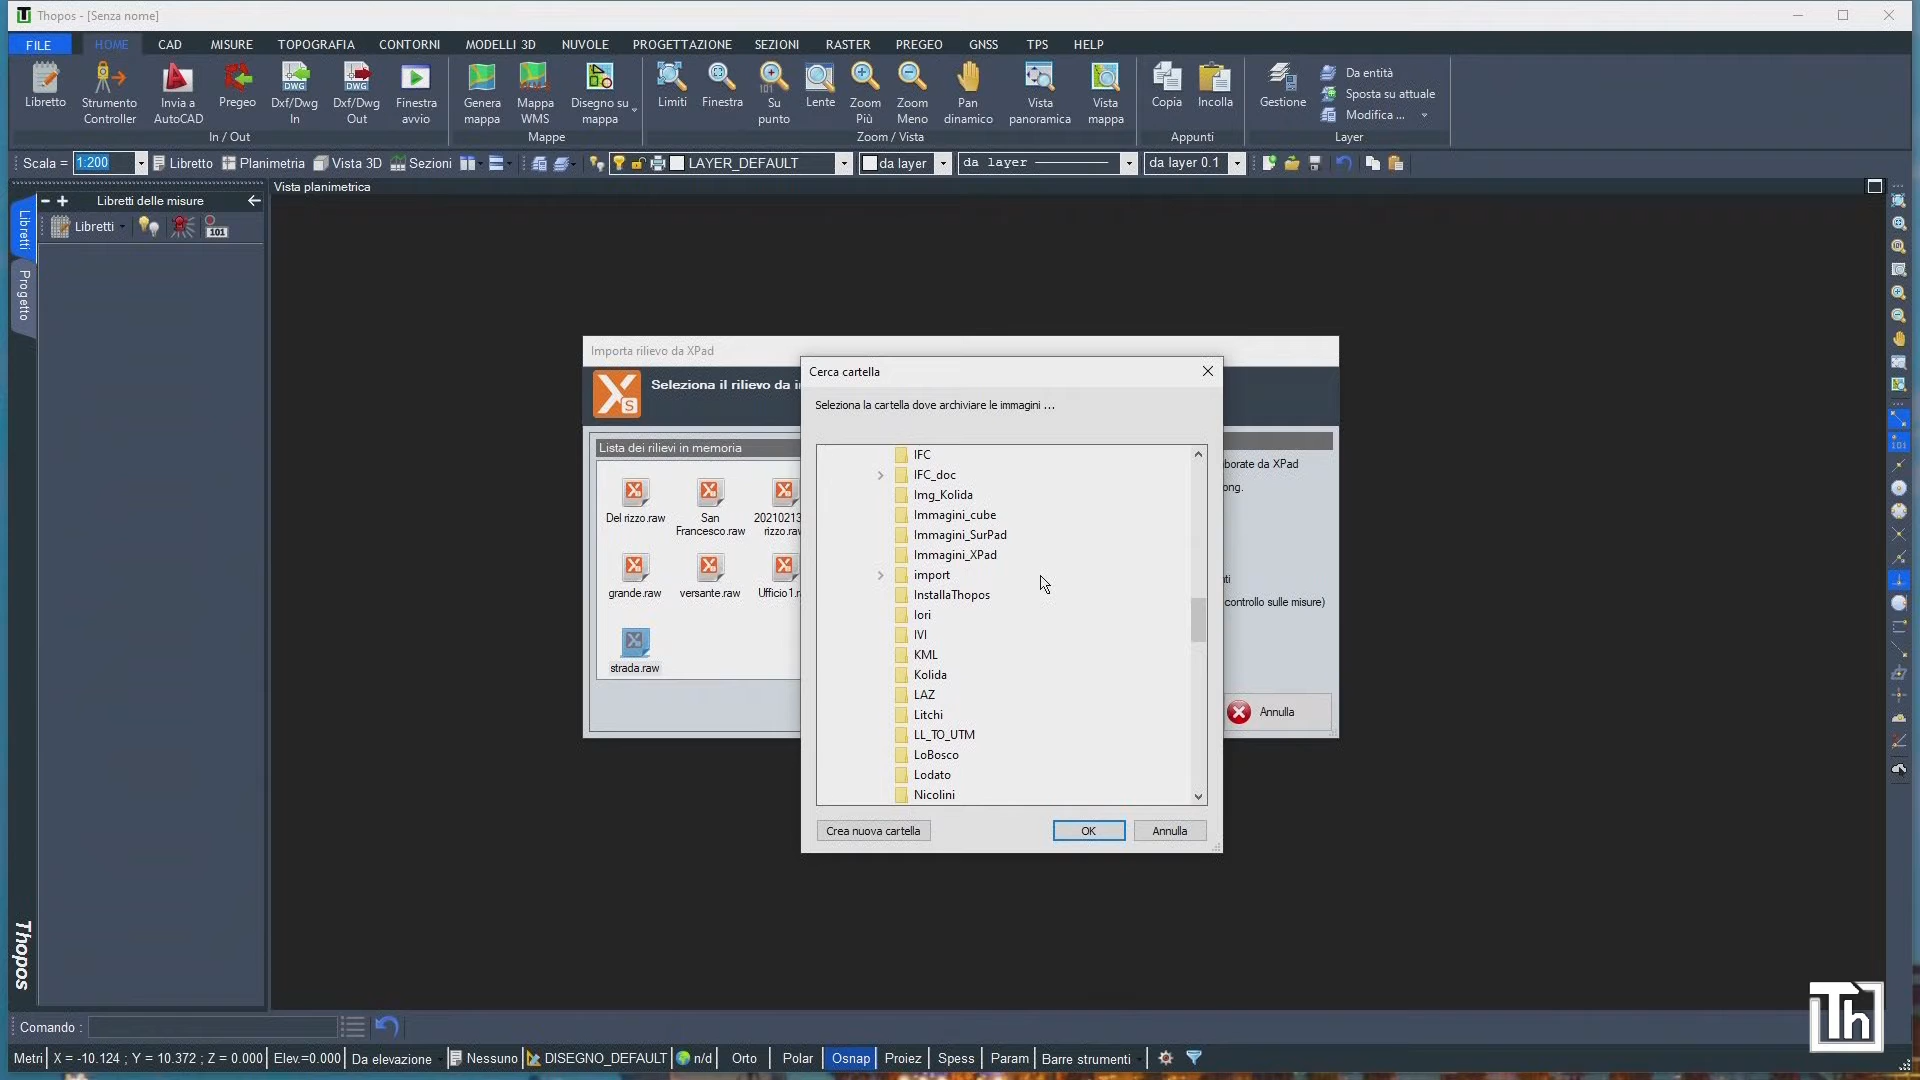 Thopos - [Senza nome]
FILE HOME CAD MISURE TOPOGRAFIA CONTORNI MODELLI 3D NUVOLE PROGETTAZIONE SEZIONI RASTER PREGEO GNSS TPS HELP
Libretto
Strumento Controller
Invia a AutoCAD
Pregeo
Dxf/Dwg In
Dxf/Dwg Out
Finestra avvio
Genera mappa
Mappa WMS
Disegno su mappa
Limiti
Finestra
Su punto
Lente
Zoom Più
Zoom Meno
Pan dinamico
Vista panoramica
Vista mappa
Copia
Incolla
Gestione
Da entità
Sposta su attuale
Modifica ...
In / Out
Mappe
Zoom / Vista
Appunti
Layer
Scala = 1:200 Libretto Planimetria Vista 3D Sezioni LAYER_DEFAULT da layer da layer da layer 0.1
Libretti delle misure
Vista planimetrica
Libretti
Libretti
101
Progetto
Importa rilievo da XPad
Seleziona il rilievo da i
Lista dei rilievi in memoria
Del rizzo.raw
San Francesco.raw
20210213
rizzo.raw
grande.raw
versante.raw
Ufficio1.r
strada.raw
borate da XPad
ong.
ti
controllo sulle misure)
Annulla
Cerca cartella
Seleziona la cartella dove archiviare le immagini ...
IFC
IFC_doc
Img_Kolida
Immagini_cube
Immagini_SurPad
Immagini_XPad
import
InstallaThopos
Iori
IVI
KML
Kolida
LAZ
Litchi
LL_TO_UTM
LoBosco
Lodato
Nicolini
Crea nuova cartella
OK
Annulla
Thopos
Th
Comando :
Metri X = -10.124 ; Y = 10.372 ; Z = 0.000 Elev.=0.000 Da elevazione Nessuno DISEGNO_DEFAULT n/d Orto Polar Osnap Proiez Spess Param Barre strumenti